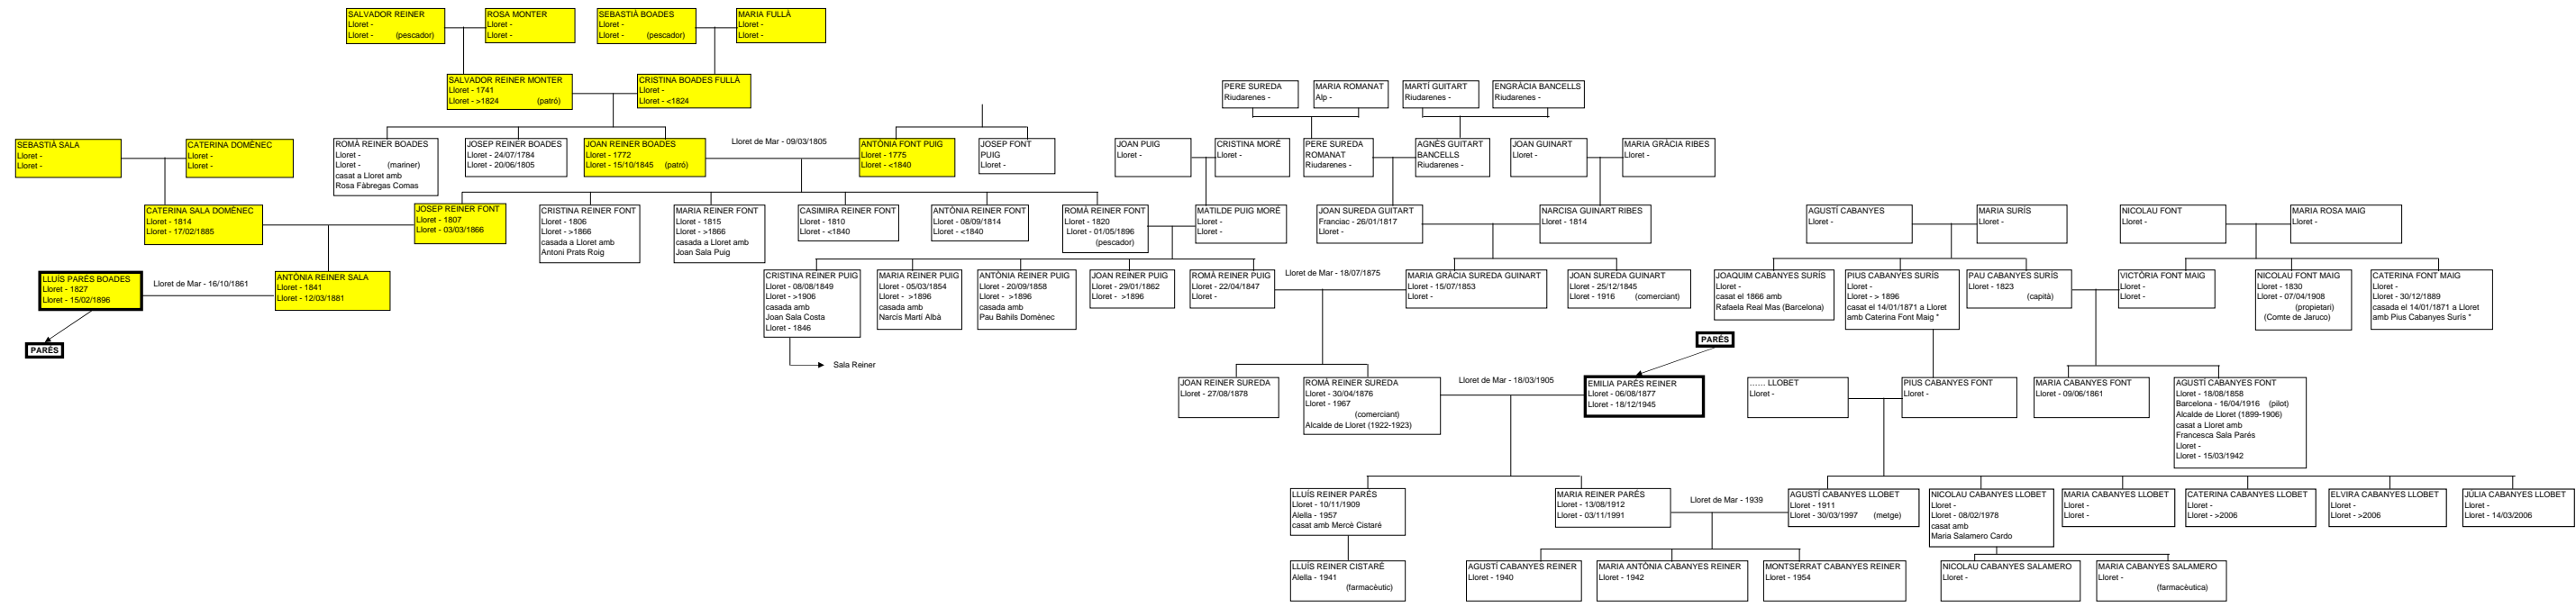 SALVADOR REINER
Lloret -
Lloret - (pescador)
ROSA MONTER
Lloret -
Lloret -
SEBASTIÀ BOADES
Lloret -
Lloret - (pescador)
MARIA FULLÀ
Lloret -
Lloret -
SALVADOR REINER MONTER
Lloret - 1741
Lloret - >1824 (patró)
CRISTINA BOADES FULLÀ
Lloret -
Lloret - <1824
PERE SUREDA
Riudarenes -
MARIA ROMANAT
Alp -
MARTÍ GUITART
Riudarenes -
ENGRÀCIA BANCELLS
Riudarenes -
SEBASTIÀ SALA
Lloret -
Lloret -
CATERINA DOMÈNEC
Lloret -
Lloret -
ROMÀ REINER BOADES
Lloret -
Lloret - (mariner)
casat a Lloret amb
Rosa Fàbregas Comas
JOSEP REINER BOADES
Lloret - 24/07/1784
Lloret - 20/06/1805
JOAN REINER BOADES
Lloret - 1772
Lloret - 15/10/1845 (patró)
Lloret de Mar - 09/03/1805
ANTÒNIA FONT PUIG
Lloret - 1775
Lloret - <1840
JOSEP FONT
PUIG
Lloret -
JOAN PUIG
Lloret -
CRISTINA MORÉ
Lloret -
PERE SUREDA
ROMANAT
Riudarenes -
AGNÈS GUITART
BANCELLS
Riudarenes -
JOAN GUINART
Lloret -
MARIA GRÀCIA RIBES
Lloret -
CATERINA SALA DOMÈNEC
Lloret - 1814
Lloret - 17/02/1885
JOSEP REINER FONT
Lloret - 1807
Lloret - 03/03/1866
CRISTINA REINER FONT
Lloret - 1806
Lloret - >1866
casada a Lloret amb
Antoni Prats Roig
MARIA REINER FONT
Lloret - 1815
Lloret - >1866
casada a Lloret amb
Joan Sala Puig
CASIMIRA REINER FONT
Lloret - 1810
Lloret - <1840
ANTÒNIA REINER FONT
Lloret - 08/09/1814
Lloret - <1840
ROMÀ REINER FONT
Lloret - 1820
Lloret - 01/05/1896
(pescador)
MATILDE PUIG MORÉ
Lloret -
Lloret -
JOAN SUREDA GUITART
Franciac - 26/01/1817
Lloret -
NARCISA GUINART RIBES
Lloret - 1814
AGUSTÍ CABANYES
Lloret -
MARIA SURÍS
Lloret -
NICOLAU FONT
Lloret -
MARIA ROSA MAIG
Lloret -
LLUÍS PARÉS BOADES
Lloret - 1827
Lloret - 15/02/1896
Lloret de Mar - 16/10/1861
ANTÒNIA REINER SALA
Lloret - 1841
Lloret - 12/03/1881
CRISTINA REINER PUIG
Lloret - 08/08/1849
Lloret - >1906
casada amb
Joan Sala Costa
Lloret - 1846
MARIA REINER PUIG
Lloret - 05/03/1854
Lloret - >1896
casada amb
Narcís Martí Albà
ANTÒNIA REINER PUIG
Lloret - 20/09/1858
Lloret - >1896
casada amb
Pau Bahils Domènec
JOAN REINER PUIG
Lloret - 29/01/1862
Lloret - >1896
ROMÀ REINER PUIG
Lloret - 22/04/1847
Lloret -
Lloret de Mar - 18/07/1875
MARIA GRÀCIA SUREDA GUINART
Lloret - 15/07/1853
Lloret -
JOAN SUREDA GUINART
Lloret - 25/12/1845
Lloret - 1916 (comerciant)
JOAQUIM CABANYES SURÍS
Lloret -
casat el 1866 amb
Rafaela Real Mas (Barcelona)
PIUS CABANYES SURÍS
Lloret -
Lloret - > 1896
casat el 14/01/1871 a Lloret
amb Caterina Font Maig *
PAU CABANYES SURÍS
Lloret - 1823
(capità)
VICTÒRIA FONT MAIG
Lloret -
Lloret -
NICOLAU FONT MAIG
Lloret - 1830
Lloret - 07/04/1908
(propietari)
(Comte de Jaruco)
CATERINA FONT MAIG
Lloret -
Lloret - 30/12/1889
casada el 14/01/1871 a Lloret
amb Pius Cabanyes Surís *
PARÉS
Sala Reiner
PARÉS
JOAN REINER SUREDA
Lloret - 27/08/1878
ROMÀ REINER SUREDA
Lloret - 30/04/1876
Lloret - 1967
(comerciant)
Alcalde de Lloret (1922-1923)
Lloret de Mar - 18/03/1905
EMILIA PARÉS REINER
Lloret - 06/08/1877
Lloret - 18/12/1945
...... LLOBET
Lloret -
PIUS CABANYES FONT
Lloret -
MARIA CABANYES FONT
Lloret - 09/06/1861
AGUSTÍ CABANYES FONT
Lloret - 18/08/1858
Barcelona - 16/04/1916 (pilot)
Alcalde de Lloret (1899-1906)
casat a Lloret amb
Francesca Sala Parés
Lloret -
Lloret - 15/03/1942
LLUÍS REINER PARÉS
Lloret - 10/11/1909
Alella - 1957
casat amb Mercè Cistaré
MARIA REINER PARÉS
Lloret - 13/08/1912
Lloret - 03/11/1991
Lloret de Mar - 1939
AGUSTÍ CABANYES LLOBET
Lloret - 1911
Lloret - 30/03/1997 (metge)
NICOLAU CABANYES LLOBET
Lloret -
Lloret - 08/02/1978
casat amb
Maria Salamero Cardo
MARIA CABANYES LLOBET
Lloret -
Lloret -
CATERINA CABANYES LLOBET
Lloret -
Lloret - >2006
ELVIRA CABANYES LLOBET
Lloret -
Lloret - >2006
JÚLIA CABANYES LLOBET
Lloret -
Lloret - 14/03/2006
LLUÍS REINER CISTARÉ
Alella - 1941
(farmacèutic)
AGUSTÍ CABANYES REINER
Lloret - 1940
MARIA ANTÒNIA CABANYES REINER
Lloret - 1942
MONTSERRAT CABANYES REINER
Lloret - 1954
NICOLAU CABANYES SALAMERO
Lloret -
MARIA CABANYES SALAMERO
Lloret -
(farmacèutica)